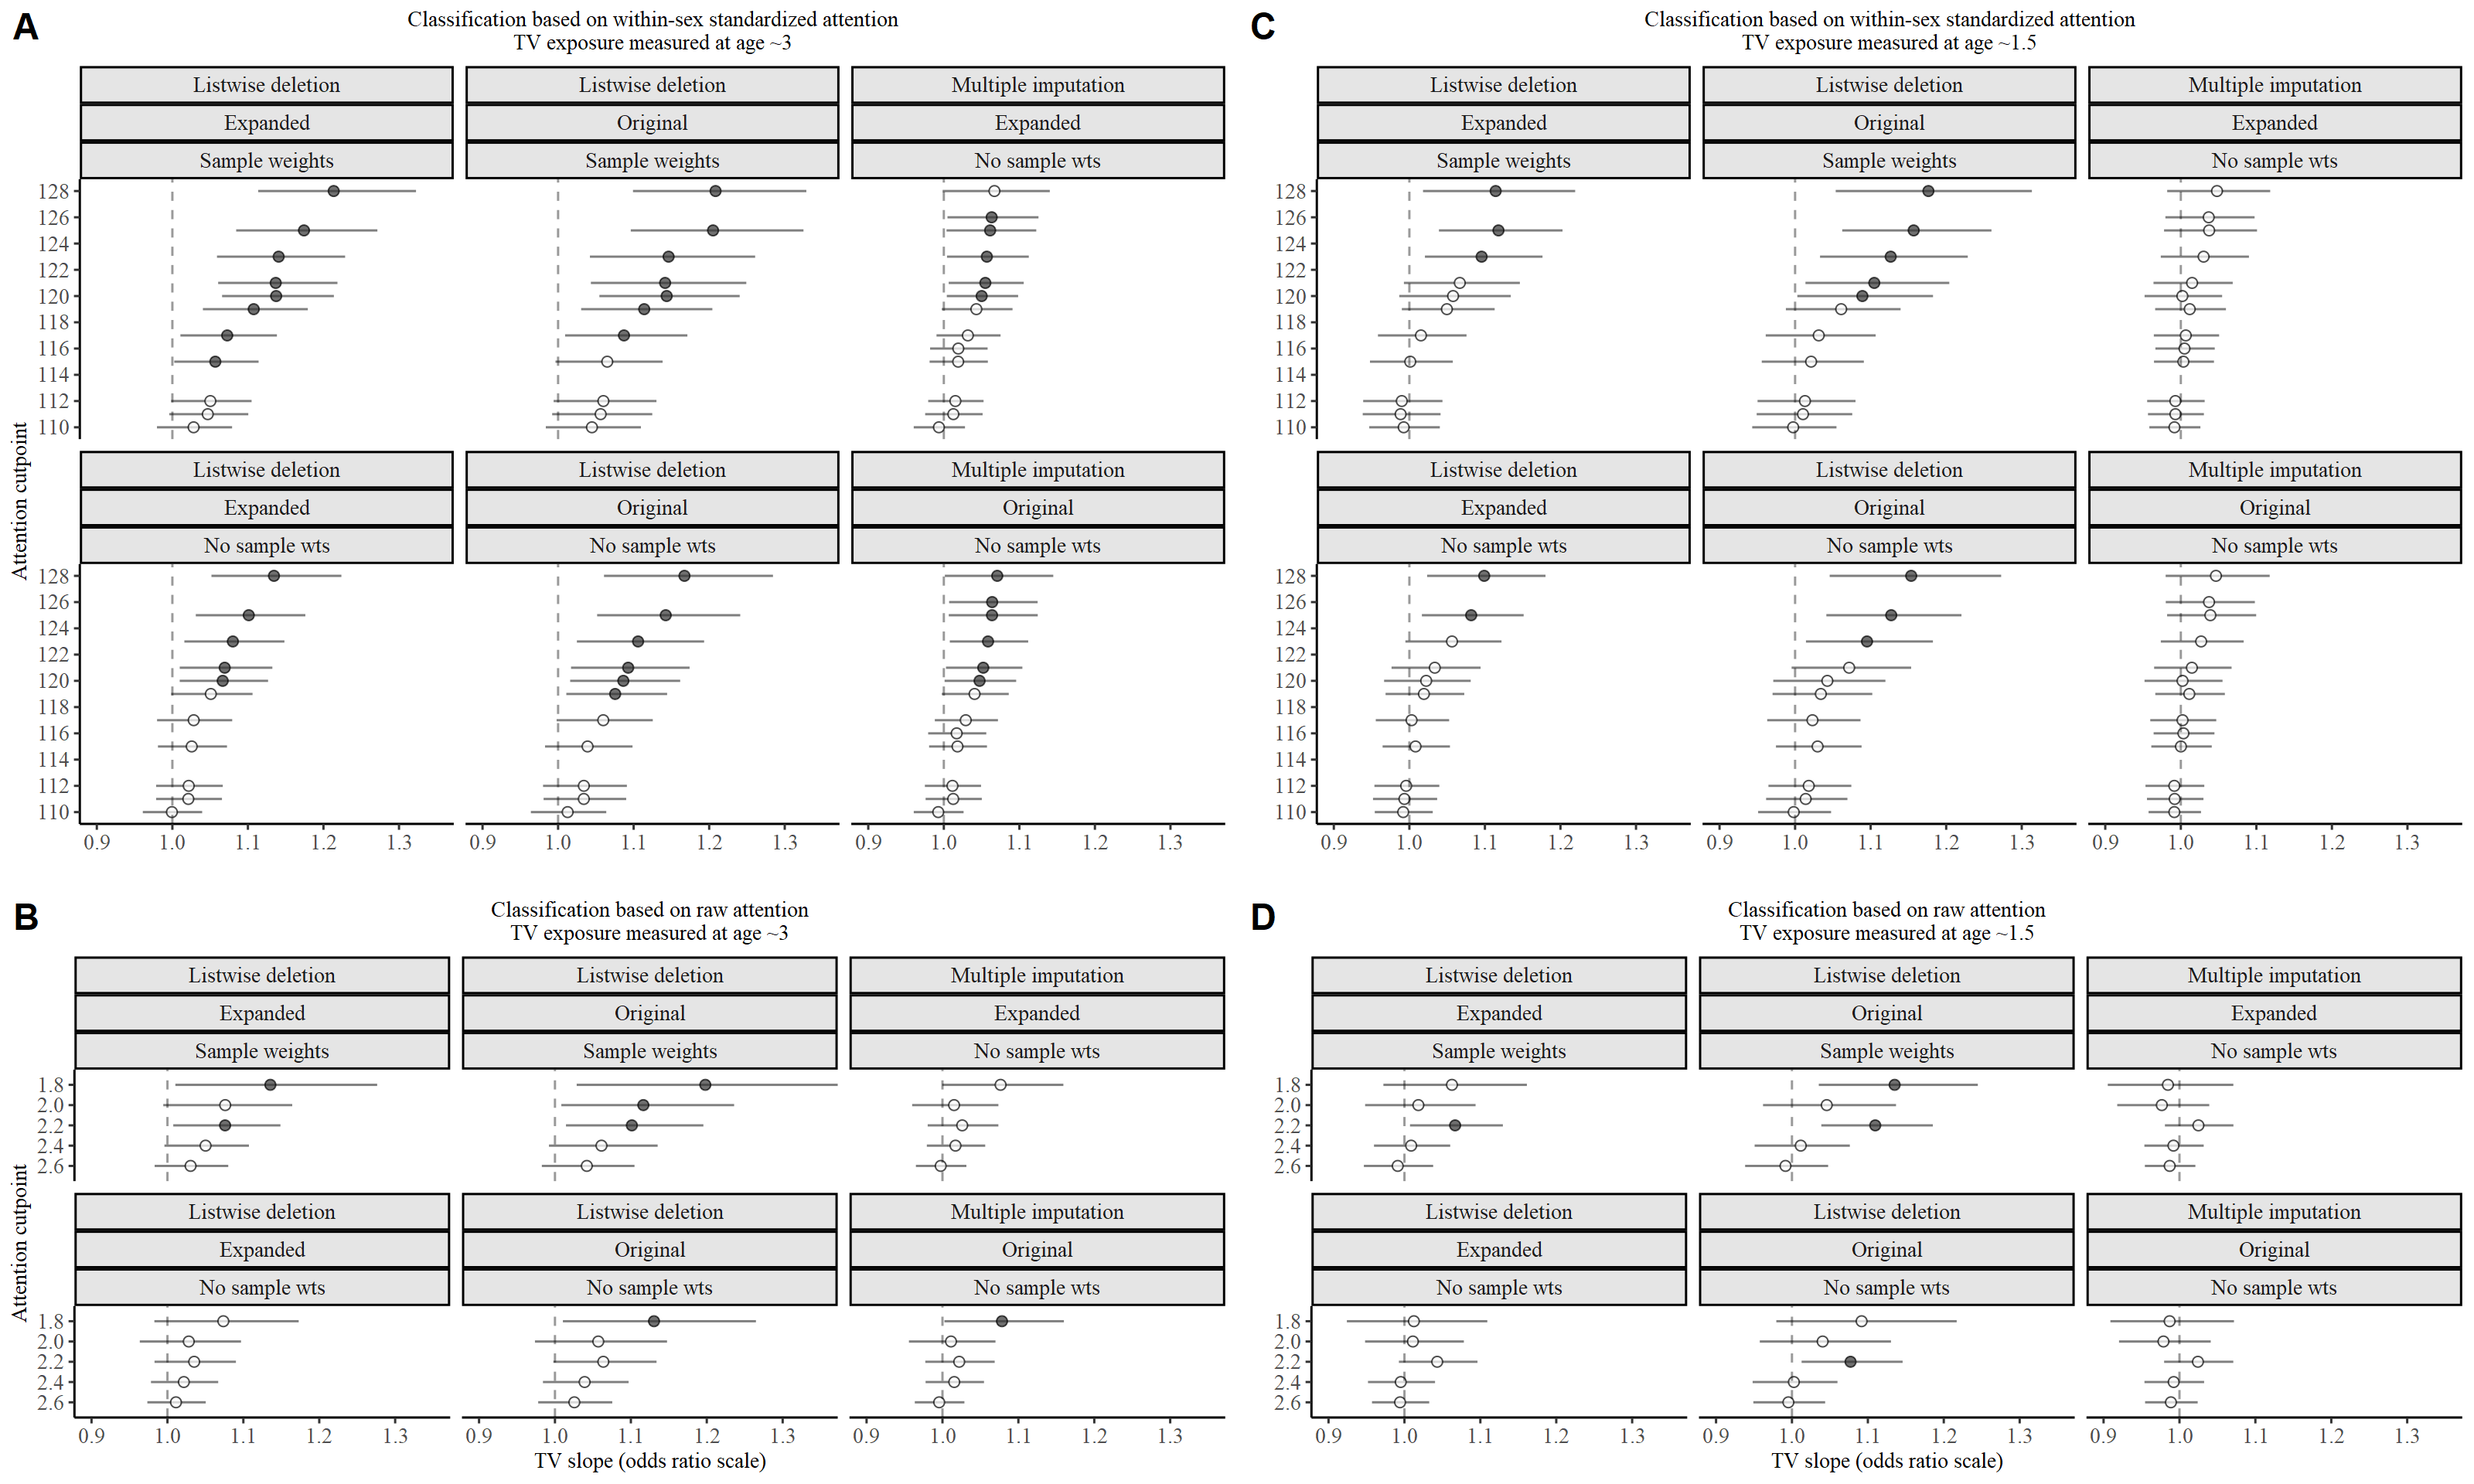 A
Classification based on within-sex standardized attention
TV exposure measured at age ~3
Listwise deletion
Listwise deletion
Multiple imputation
Expanded
Original
Expanded
Sample weights
Sample weights
No sample wts
128
126
124
122
120
118
116
114
112
110
Attention cutpoint
Listwise deletion
Listwise deletion
Multiple imputation
Expanded
Original
Original
No sample wts
No sample wts
No sample wts
128
126
124
122
120
118
116
114
112
110
0.9 1.0 1.1 1.2 1.3
0.9 1.0 1.1 1.2 1.3
0.9 1.0 1.1 1.2 1.3
B
Classification based on raw attention
TV exposure measured at age ~3
Listwise deletion
Listwise deletion
Multiple imputation
Expanded
Original
Expanded
Sample weights
Sample weights
No sample wts
1.8
2.0
2.2
2.4
2.6
Attention cutpoint
Listwise deletion
Listwise deletion
Multiple imputation
Expanded
Original
Original
No sample wts
No sample wts
No sample wts
1.8
2.0
2.2
2.4
2.6
0.9 1.0 1.1 1.2 1.3
0.9 1.0 1.1 1.2 1.3
0.9 1.0 1.1 1.2 1.3
TV slope (odds ratio scale)
C
Classification based on within-sex standardized attention
TV exposure measured at age ~1.5
Listwise deletion
Listwise deletion
Multiple imputation
Expanded
Original
Expanded
Sample weights
Sample weights
No sample wts
128
126
124
122
120
118
116
114
112
110
Listwise deletion
Listwise deletion
Multiple imputation
Expanded
Original
Original
No sample wts
No sample wts
No sample wts
128
126
124
122
120
118
116
114
112
110
0.9 1.0 1.1 1.2 1.3
0.9 1.0 1.1 1.2 1.3
0.9 1.0 1.1 1.2 1.3
D
Classification based on raw attention
TV exposure measured at age ~1.5
Listwise deletion
Listwise deletion
Multiple imputation
Expanded
Original
Expanded
Sample weights
Sample weights
No sample wts
1.8
2.0
2.2
2.4
2.6
Listwise deletion
Listwise deletion
Multiple imputation
Expanded
Original
Original
No sample wts
No sample wts
No sample wts
1.8
2.0
2.2
2.4
2.6
0.9 1.0 1.1 1.2 1.3
0.9 1.0 1.1 1.2 1.3
0.9 1.0 1.1 1.2 1.3
TV slope (odds ratio scale)